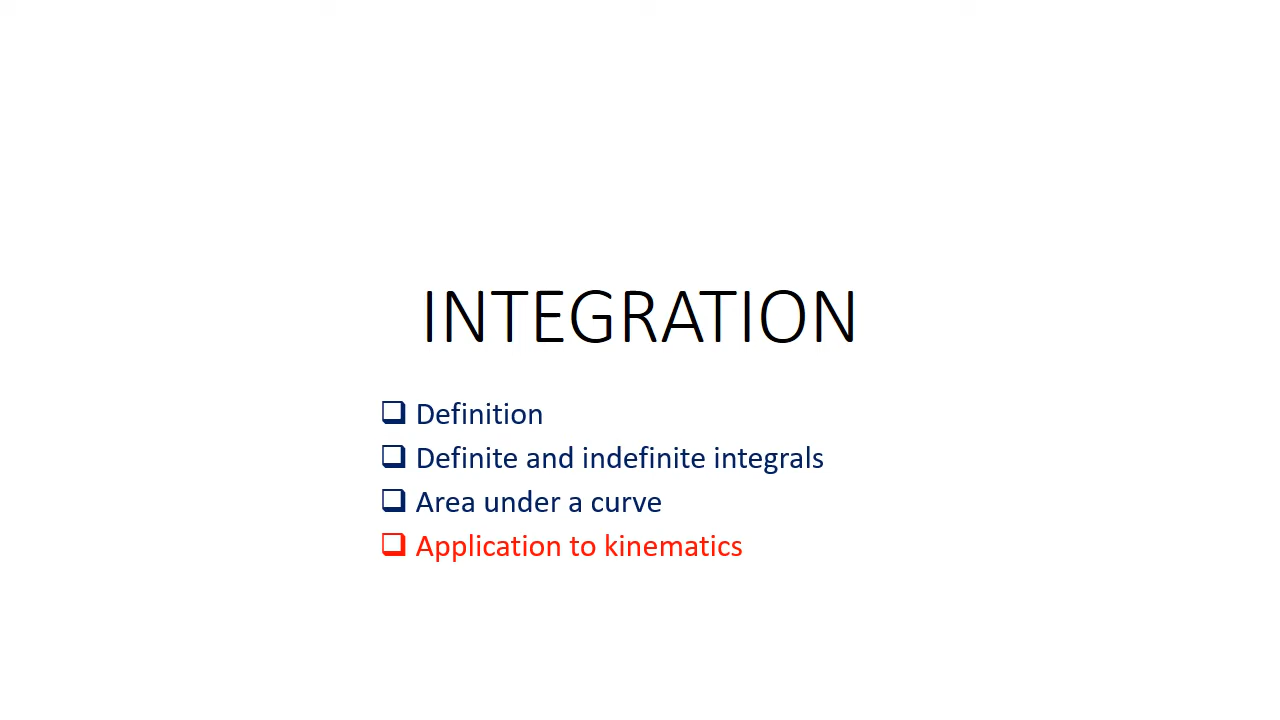 INTEGRATION
❑ Definition
❑ Definite and indefinite integrals
❑ Area under a curve
❑ Application to kinematics